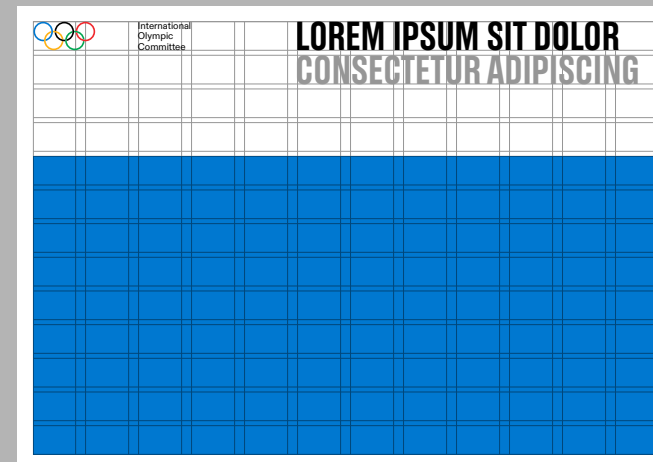 International
Olympic
Committee
LOREM IPSUM SIT DOLOR
CONSECTETUR ADIPISCING